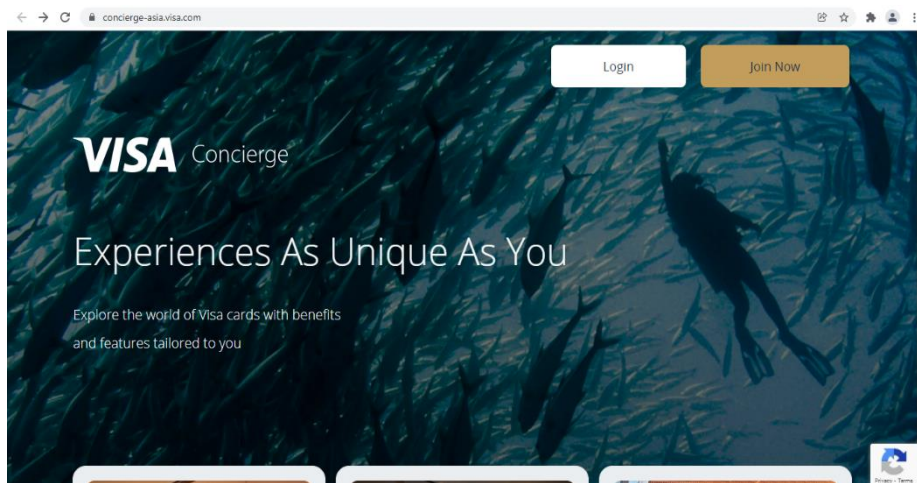 concierge-asia.visa.com
Login
Join Now
VISA Concierge
Experiences As Unique As You
Explore the world of Visa cards with benefits
and features tailored to you
Privacy - Terms